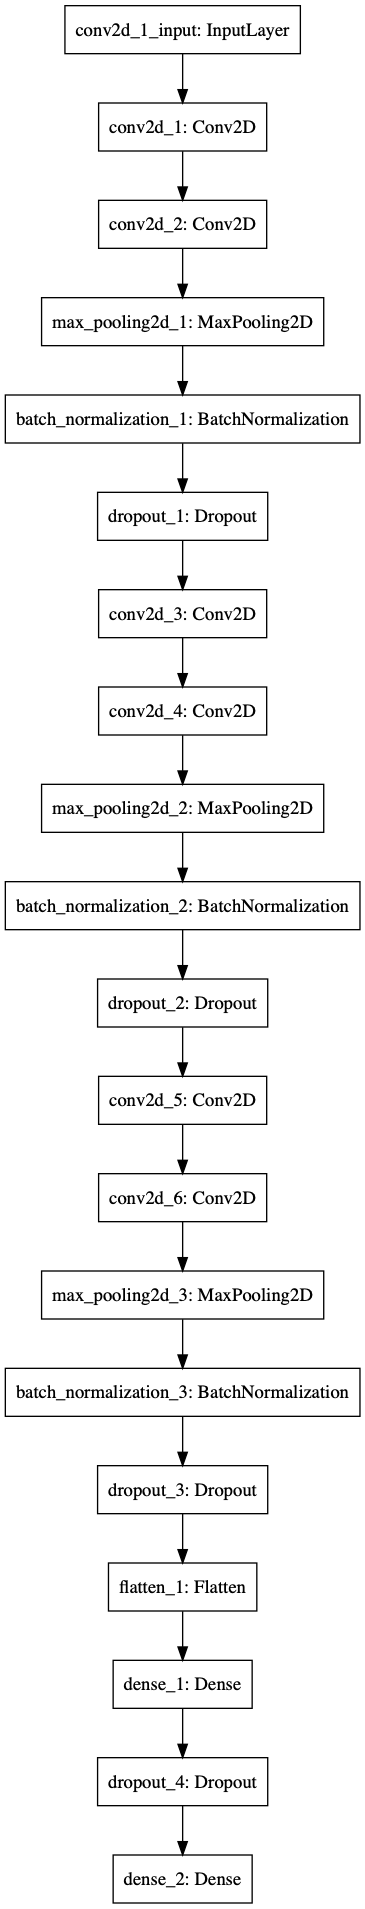 conv2d_1_input: InputLayer
conv2d_1: Conv2D
conv2d_2: Conv2D
max_pooling2d_1: MaxPooling2D
batch_normalization_1: BatchNormalization
dropout_1: Dropout
conv2d_3: Conv2D
conv2d_4: Conv2D
max_pooling2d_2: MaxPooling2D
batch_normalization_2: BatchNormalization
dropout_2: Dropout
conv2d_5: Conv2D
conv2d_6: Conv2D
max_pooling2d_3: MaxPooling2D
batch_normalization_3: BatchNormalization
dropout_3: Dropout
flatten_1: Flatten
dense_1: Dense
dropout_4: Dropout
dense_2: Dense